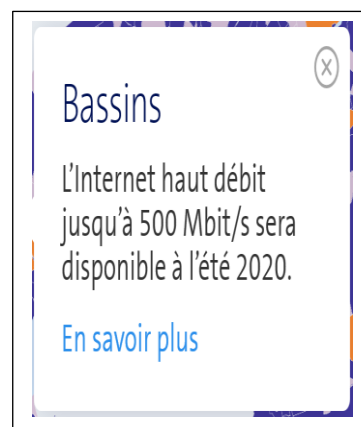 Bassins
L'Internet haut débit
jusqu'à 500 Mbit/s sera
disponible à l'été 2020.
En savoir plus